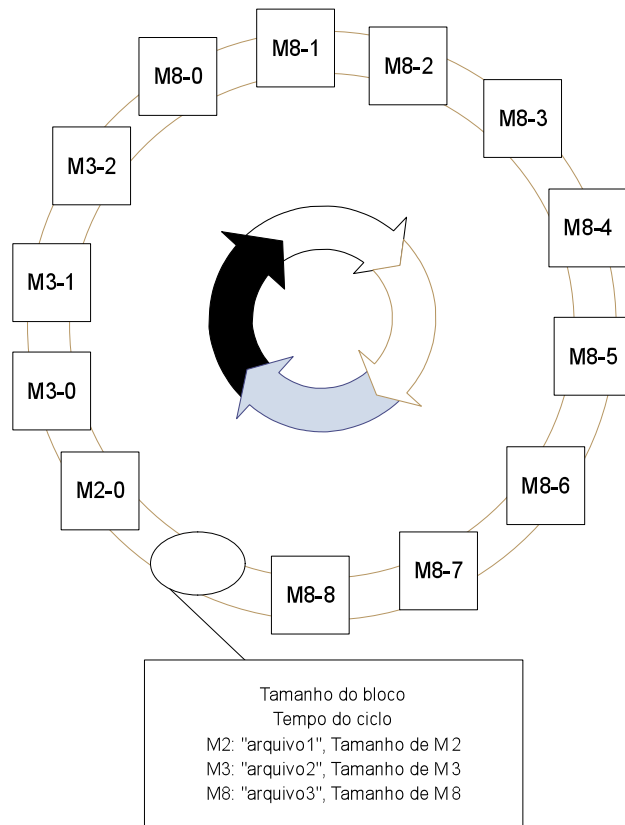 M8-1
M8-2
M8-0
M8-3
M3-2
M8-4
M3-1
M8-5
M3-0
M8-6
M2-0
M8-7
M8-8
Tamanho do bloco
Tempo do ciclo
M2: "arquivo1", Tamanho de M2
M3: "arquivo2", Tamanho de M3
M8: "arquivo3", Tamanho de M8